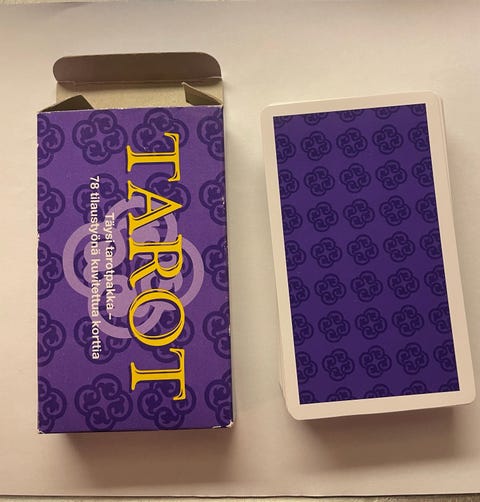 TAROT
Täysi tarotpakka –
78 tilaustyönä kuvitettua korttia